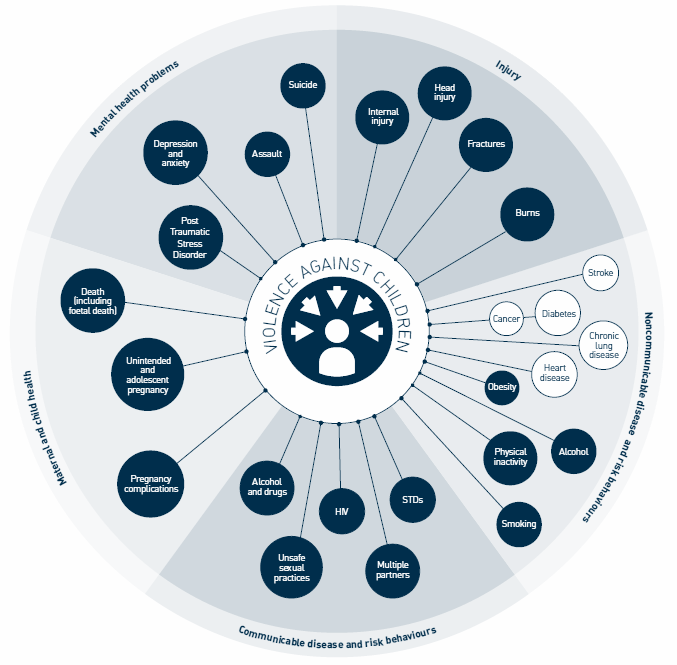 Mental health problems
Suicide
Assault
Depression
and
anxiety
Post
Traumatic
Stress
Disorder
Injury
Internal
injury
Head
injury
Fractures
Burns
VIOLENCE AGAINST CHILDREN
Noncommunicable disease and risk behaviours
Stroke
Cancer
Diabetes
Chronic
lung
disease
Heart
disease
Obesity
Alcohol
Physical
inactivity
Smoking
Communicable disease and risk behaviours
STDs
Multiple
partners
HIV
Unsafe
sexual
practices
Alcohol
and drugs
Maternal and child health
Death
(including
foetal death)
Unintended
and
adolescent
pregnancy
Pregnancy
complications